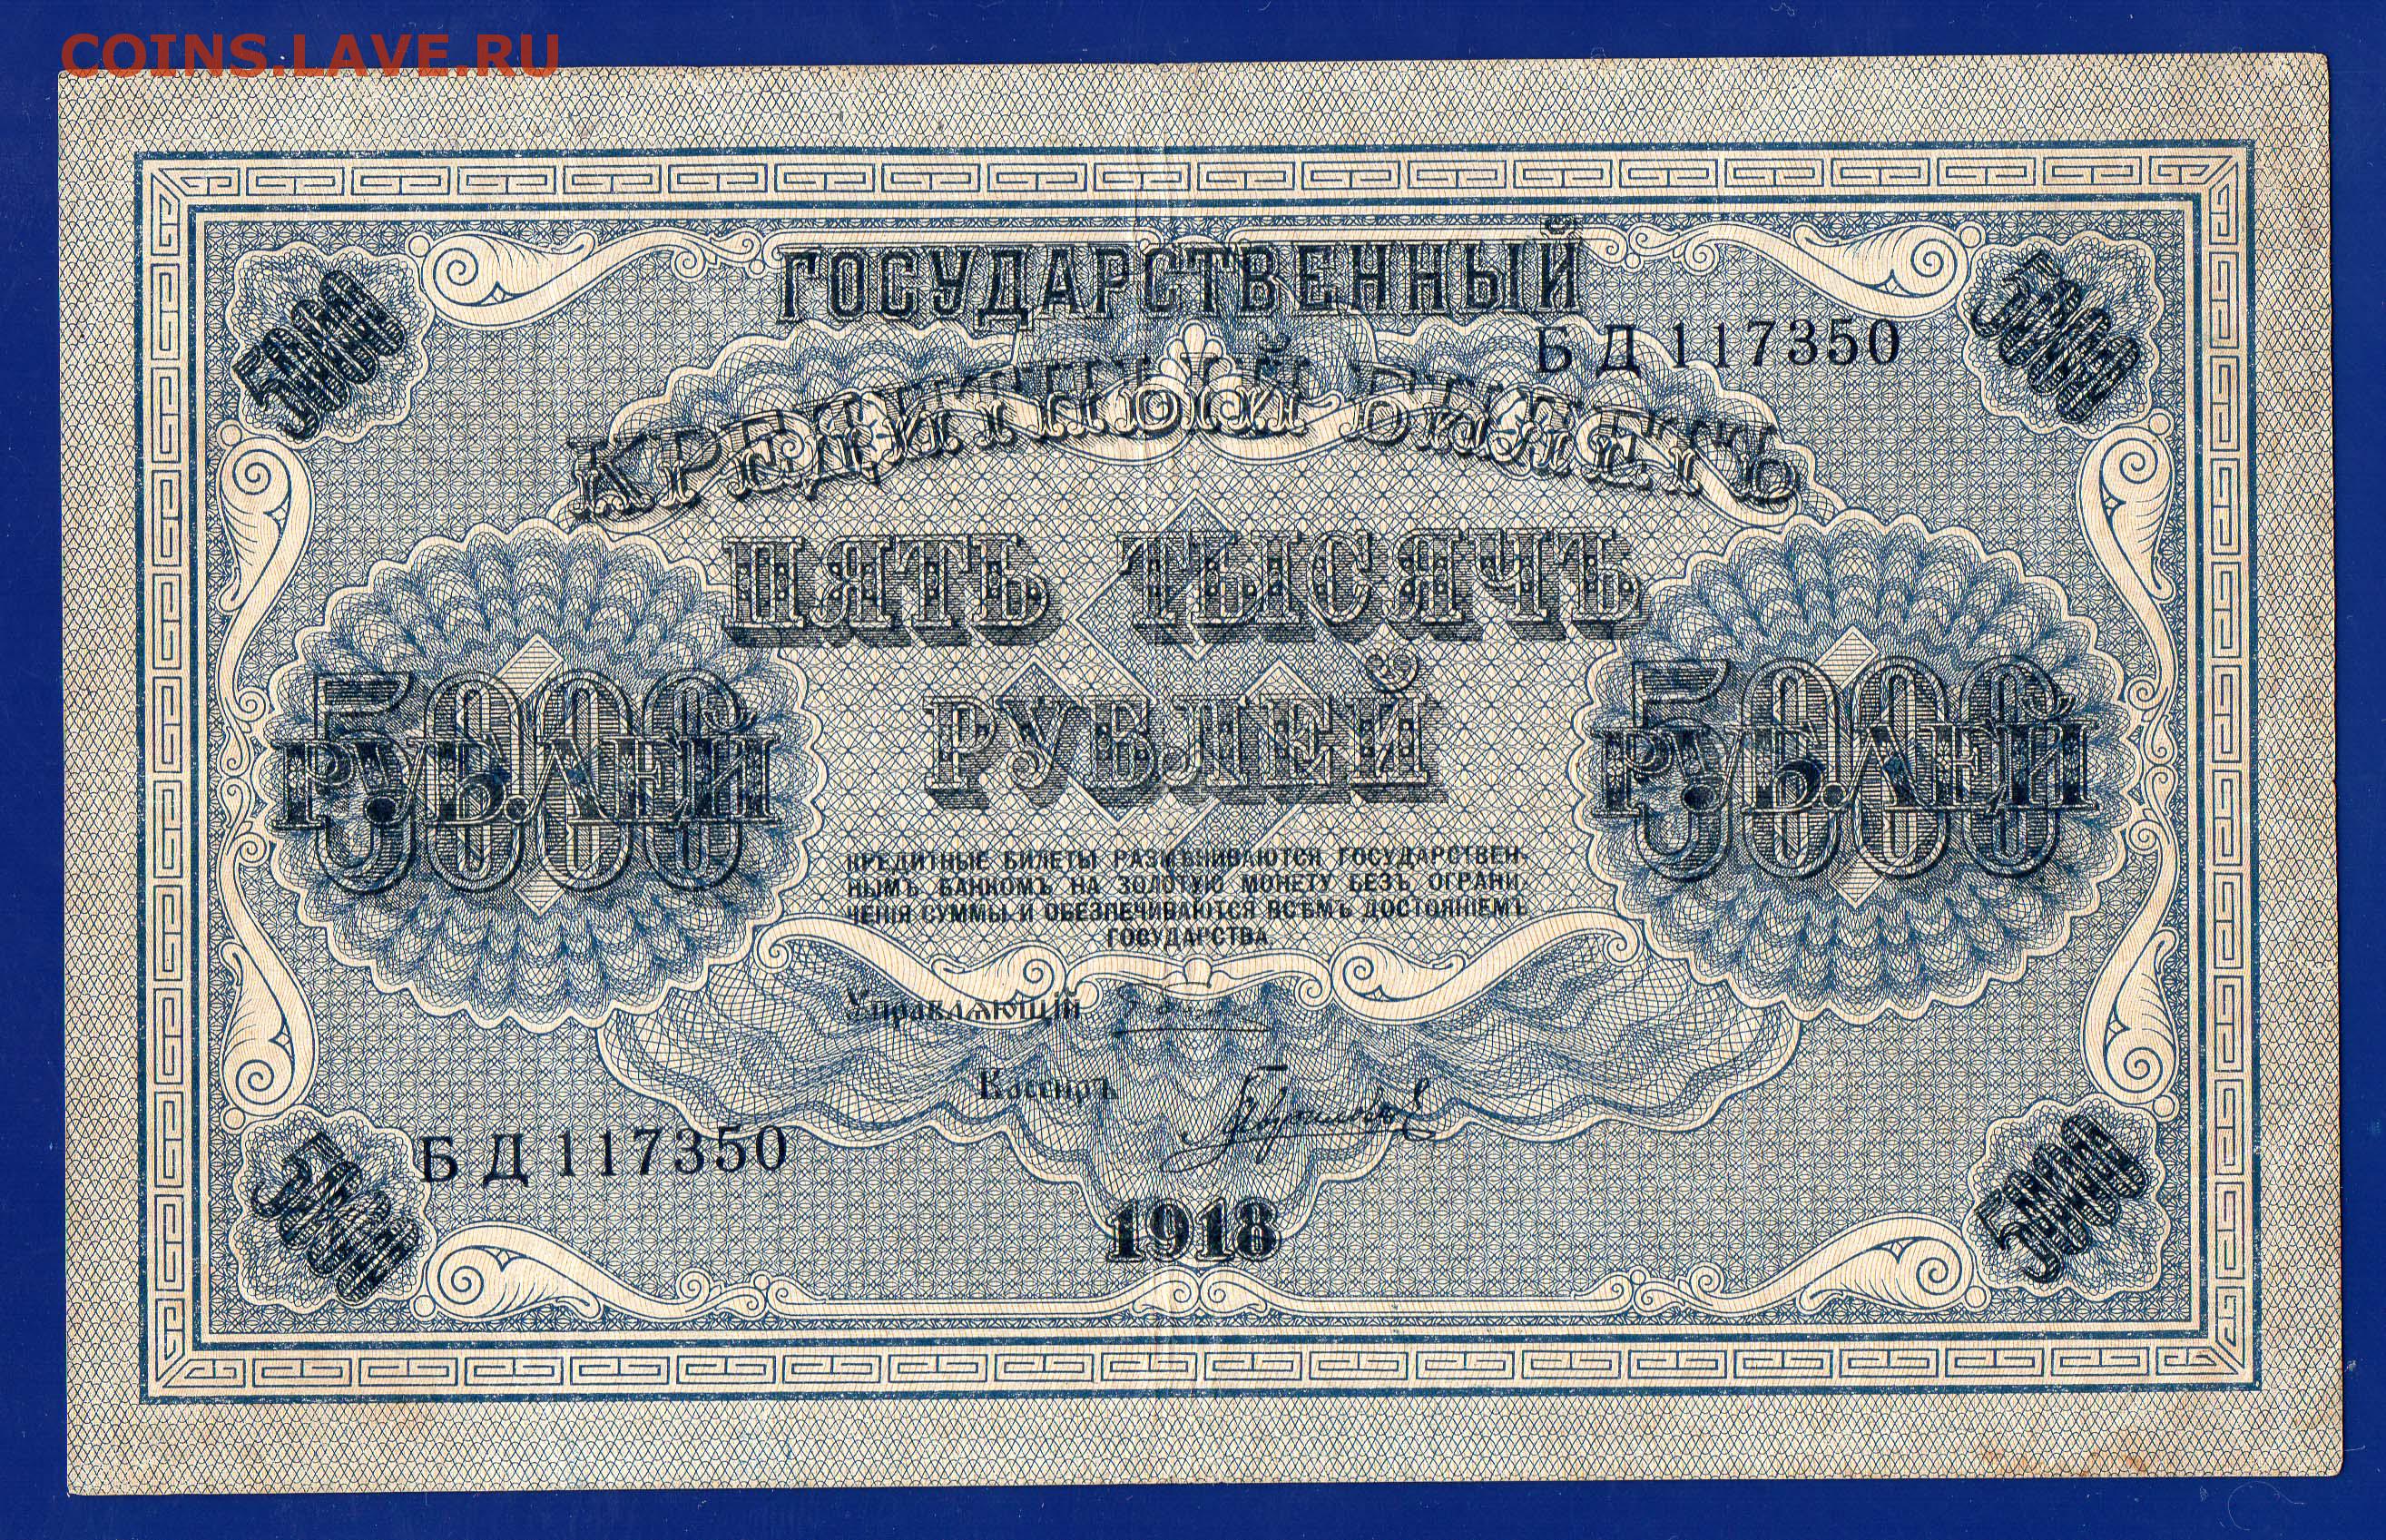 COINS.LAVE.RU
5000
ГОСУДАРСТВЕННЫЙ
5000
БД 117350
КРЕДИТНЫЙ БИЛЕТЪ
ПЯТЬ ТЫСЯЧЪ
РУБЛЕЙ
5000
РУБЛЕЙ
5000
РУБЛЕЙ
КРЕДИТНЫЕ БИЛЕТЫ РАЗМѢНИВАЮТСЯ ГОСУДАРСТВЕН-
НЫМЪ БАНКОМЪ НА ЗОЛОТУЮ МОНЕТУ БЕЗЪ ОГРАНИ-
ЧЕНІЯ СУММЫ И ОБЕЗПЕЧИВАЮТСЯ ВСѢМЪ ДОСТОЯНІЕМЪ
ГОСУДАРСТВА.
Управляющій
Кассиръ
БД 117350
5000
1918
5000